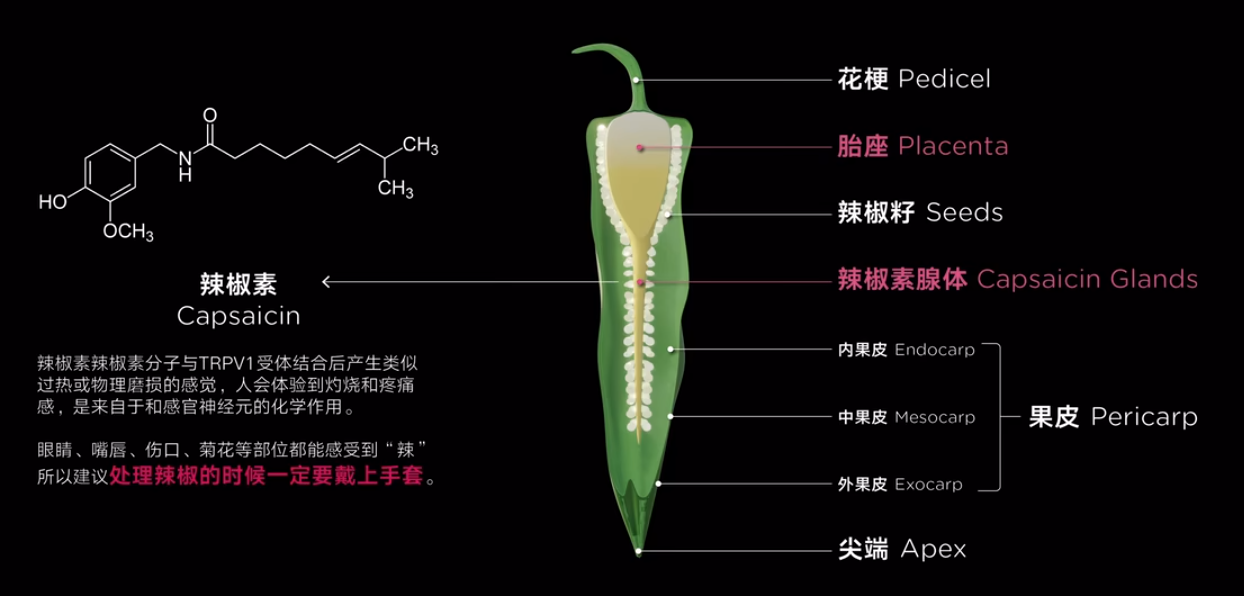 O
N
H
CH3
CH3
HO
OCH3
辣椒素
Capsaicin
辣椒素辣椒素分子与TRPV1受体结合后产生类似
过热或物理磨损的感觉，人会体验到灼烧和疼痛
感，是来自于和感官神经元的化学作用。
眼睛、嘴唇、伤口、菊花等部位都能感受到“辣”
所以建议处理辣椒的时候一定要戴上手套。
花梗 Pedicel
胎座 Placenta
辣椒籽 Seeds
辣椒素腺体 Capsaicin Glands
内果皮 Endocarp
中果皮 Mesocarp
果皮 Pericarp
外果皮 Exocarp
尖端 Apex